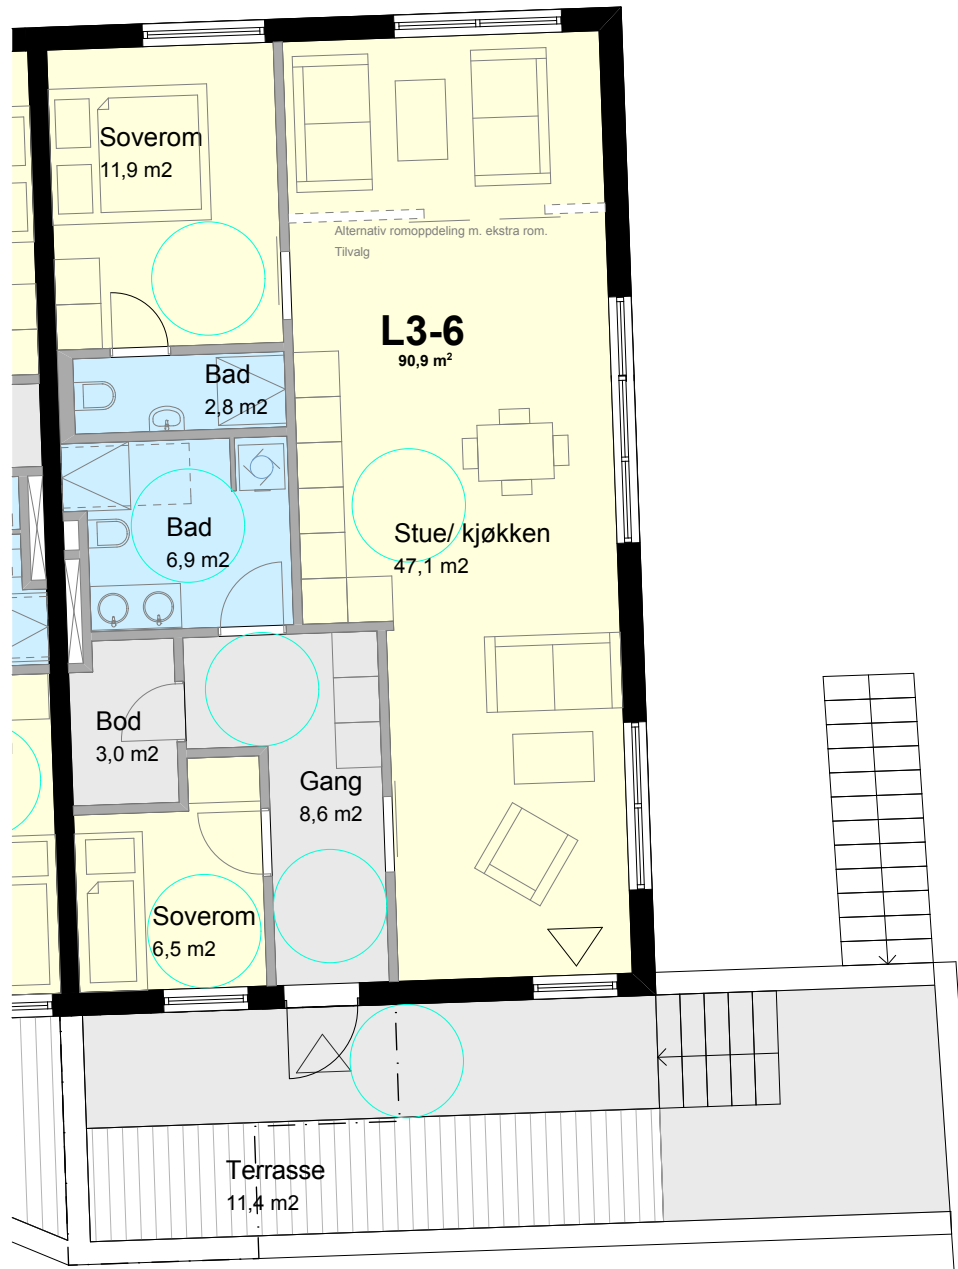 Soverom
11,9 m2
Alternativ romoppdeling m. ekstra rom.
Tilvalg
L3-6
90,9 m²
Bad
2,8 m2
Bad
6,9 m2
Stue/ kjøkken
47,1 m2
Bod
3,0 m2
Gang
8,6 m2
Soverom
6,5 m2
Terrasse
11,4 m2